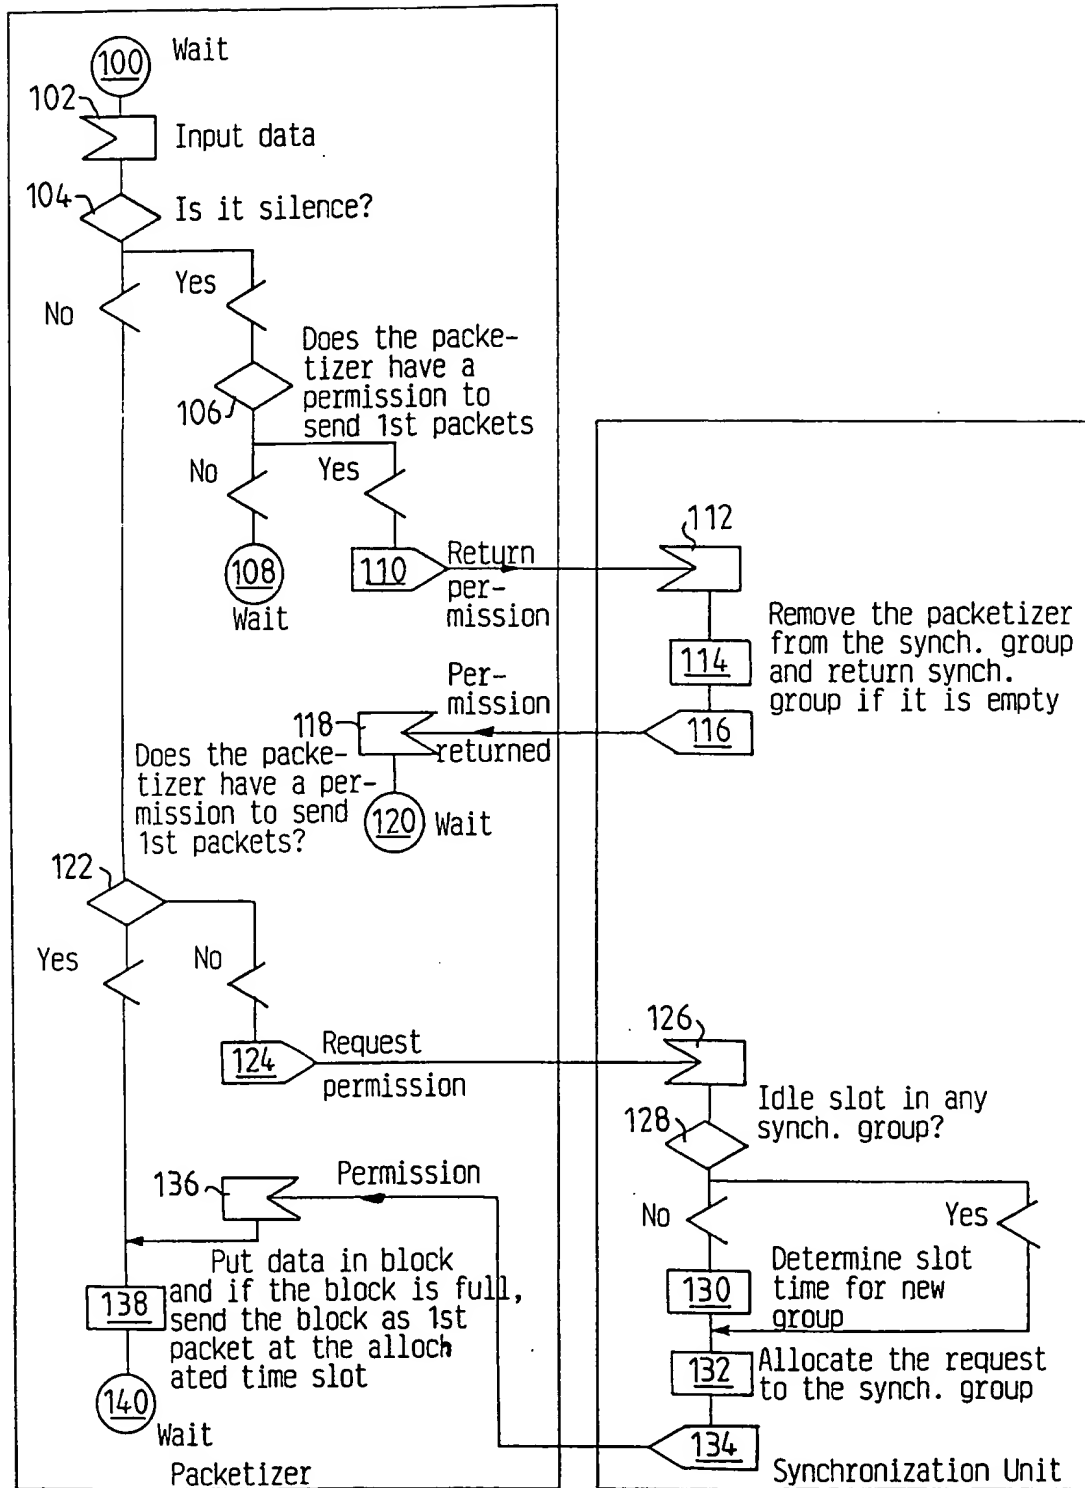 100
Wait
102
Input data
104
Is it silence?
No
Yes
Does the packe-
tizer have a
permission to
send 1st packets
106
No
Yes
108
Wait
110
Return
per-
mission
112
Remove the packetizer
from the synch. group
and return synch.
group if it is empty
114
116
Per-
mission
returned
118
120
Wait
Does the packe-
tizer have a per-
mission to send
1st packets?
122
Yes
No
124
Request
permission
126
Idle slot in any
synch. group?
128
No
Yes
Determine slot
time for new
group
130
132
Allocate the request
to the synch. group
134
Permission
136
Put data in block
and if the block is full,
send the block as 1st
packet at the alloch
ated time slot
138
140
Wait
Packetizer
Synchronization Unit